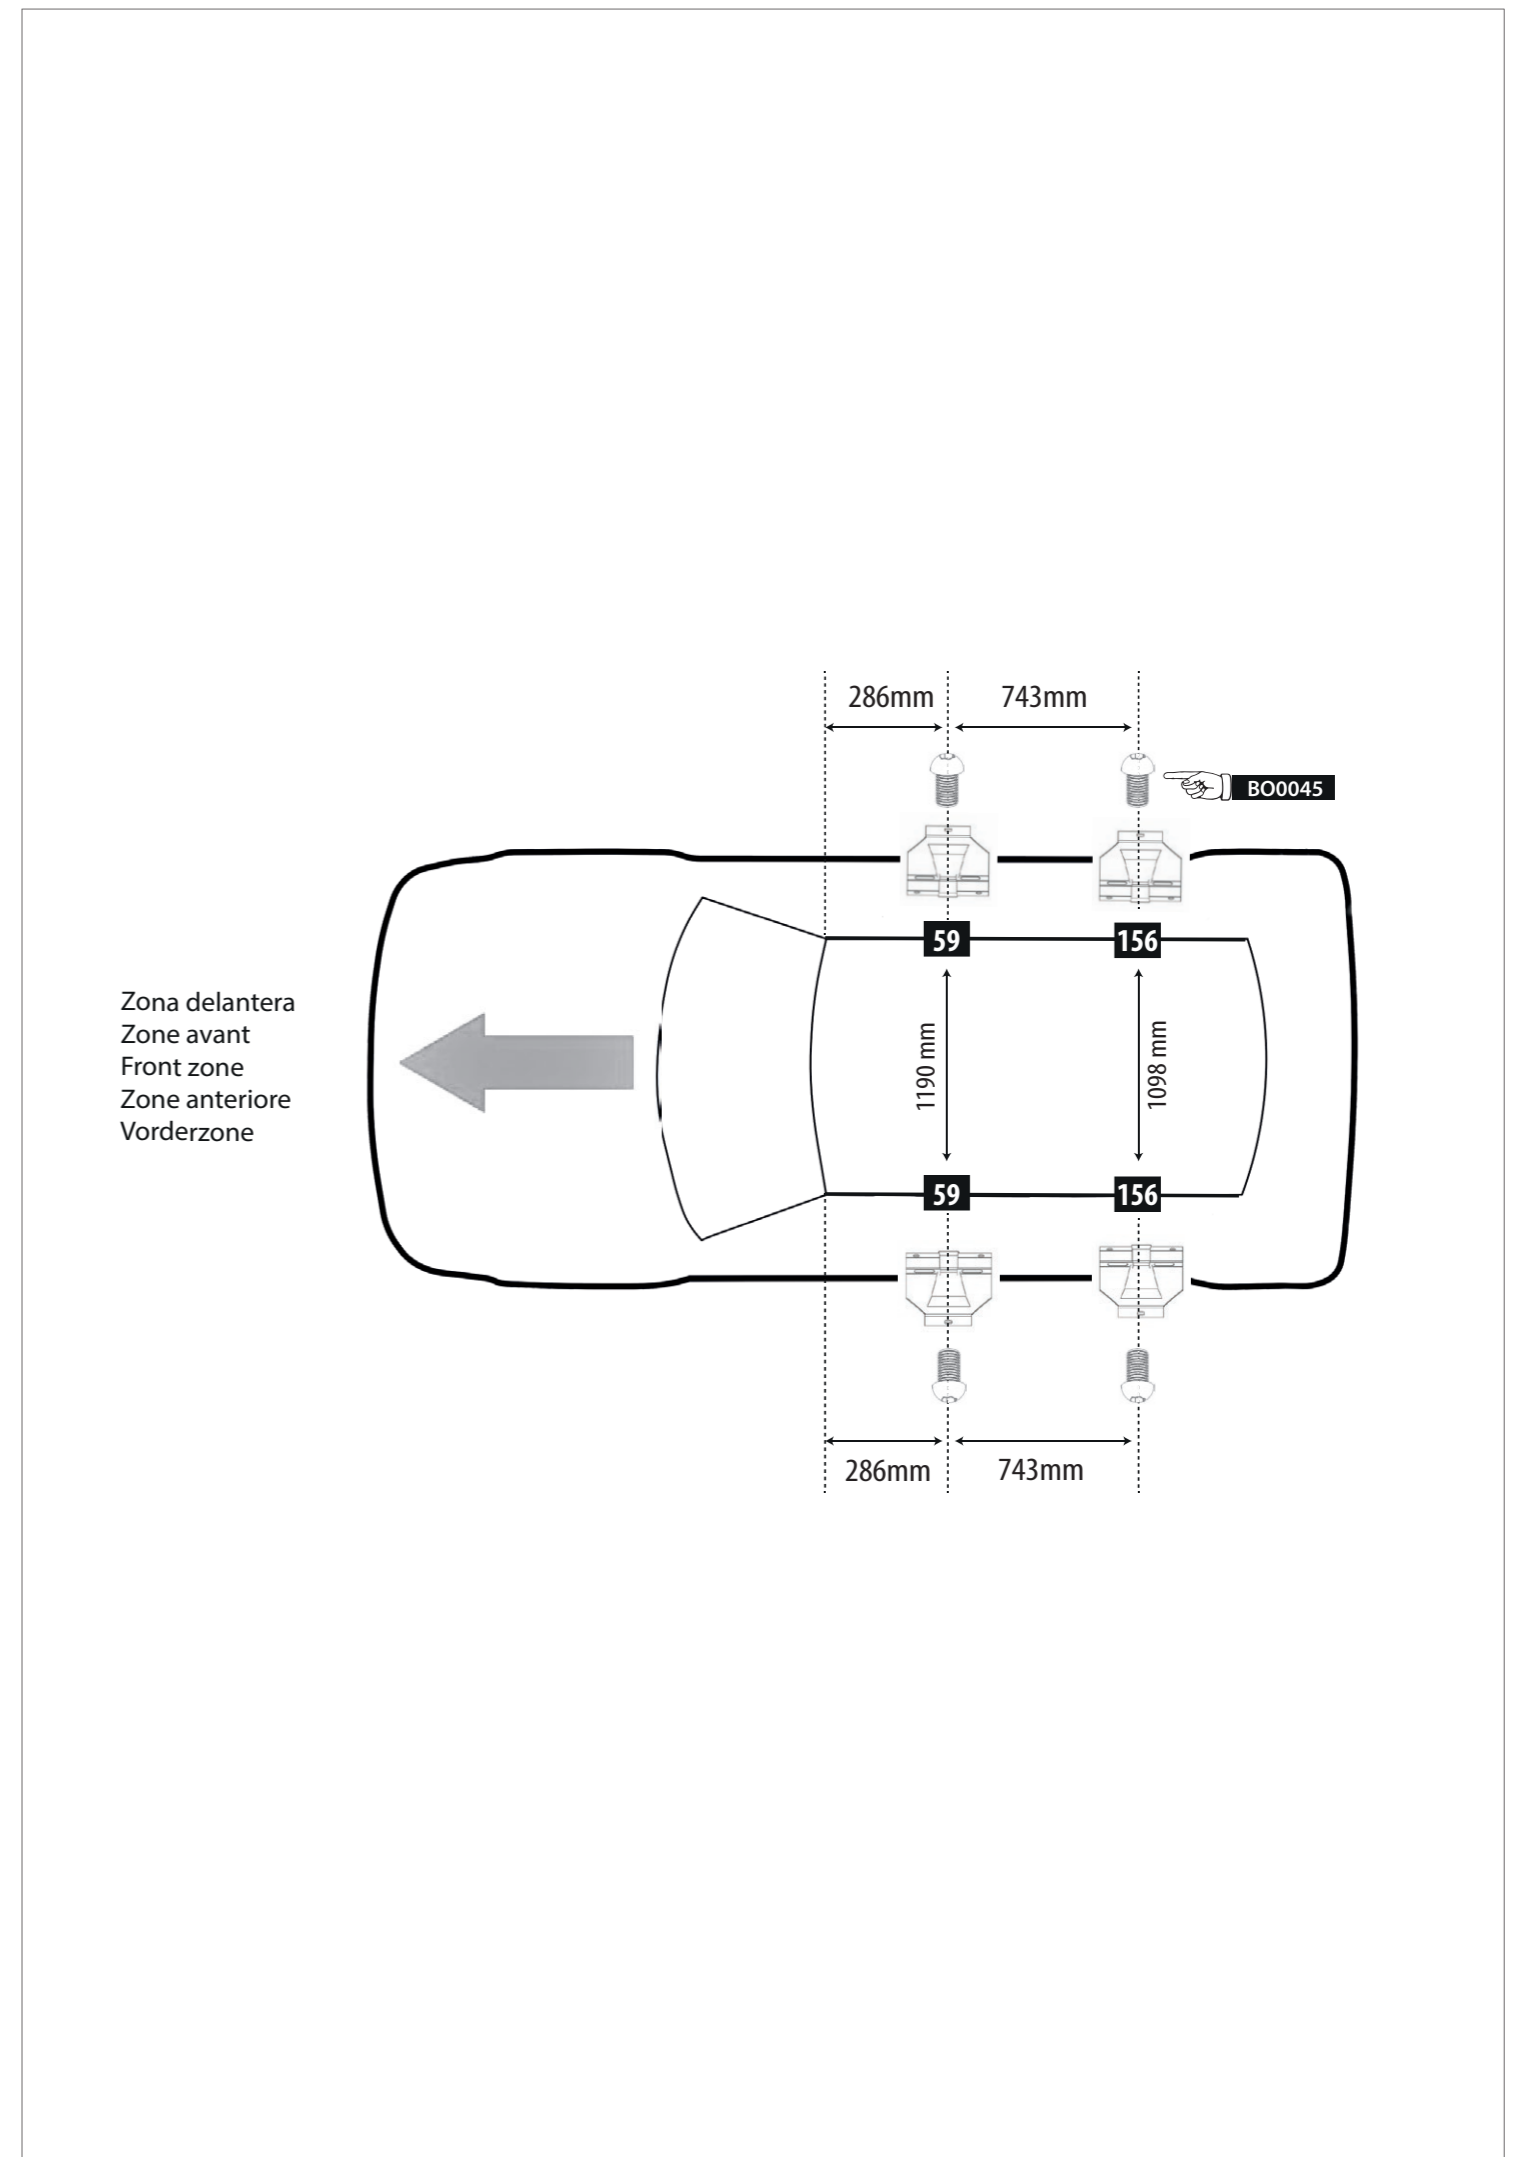 286mm 743mm
BO0045
59 156
Zona delantera
Zone avant
Front zone
Zone anteriore
Vorderzone
1190 mm
1098 mm
59 156
286mm 743mm